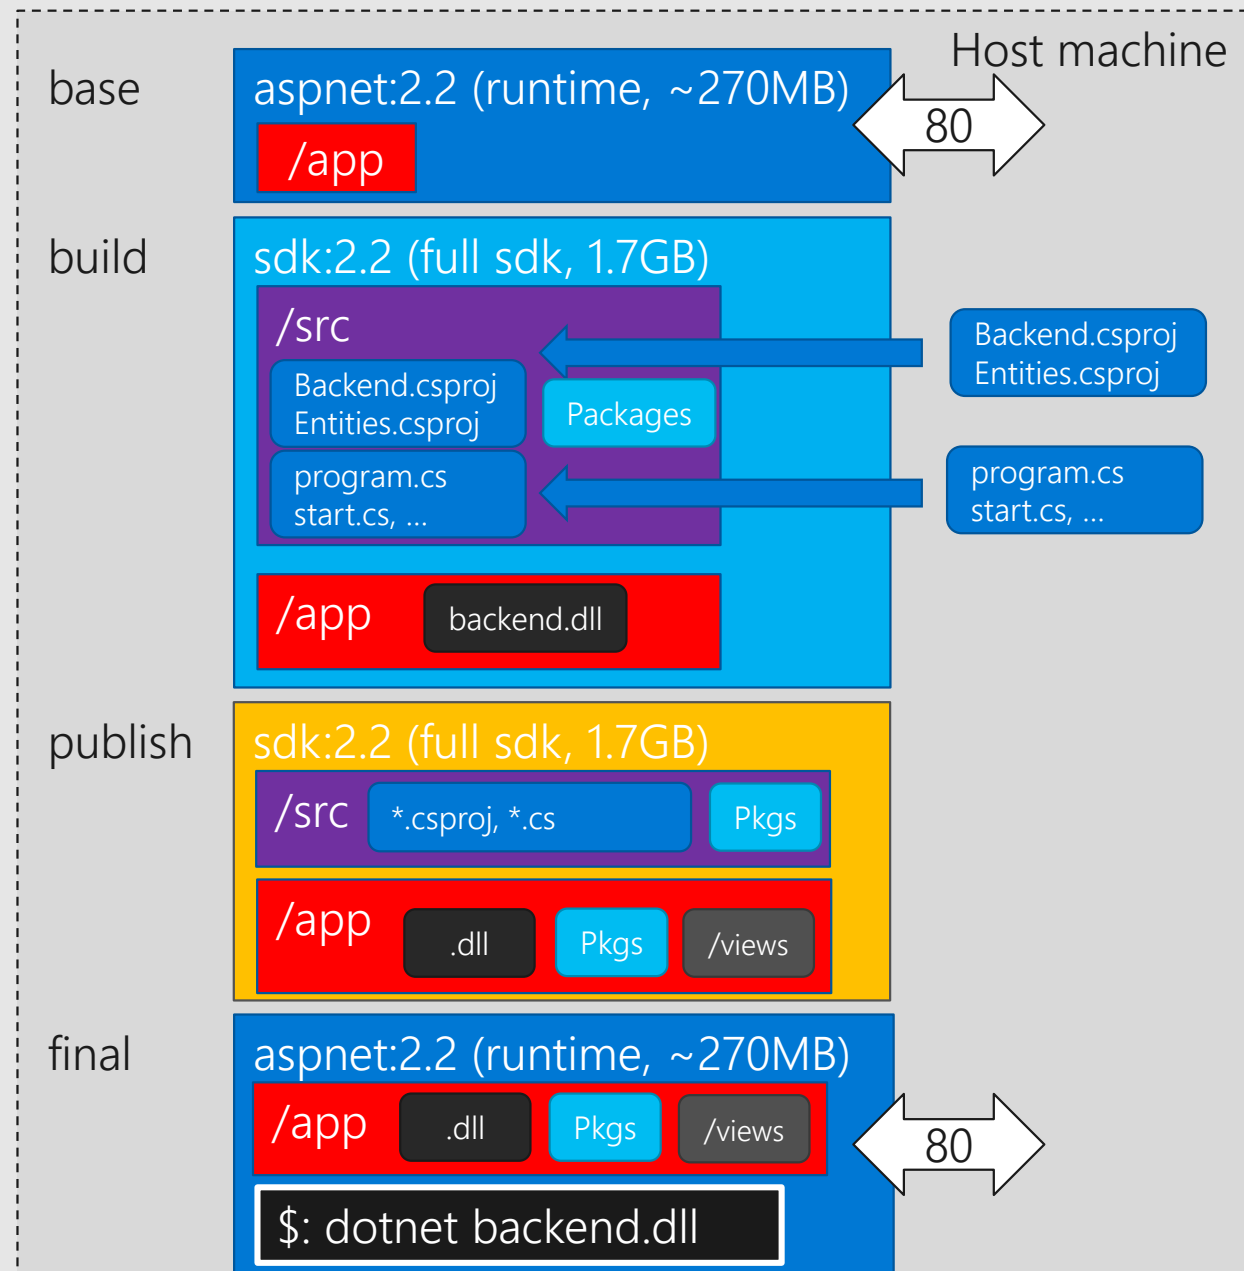 Host machine
base
aspnet:2.2 (runtime, ~270MB)
/app
80
build
sdk:2.2 (full sdk, 1.7GB)
/src
Backend.csproj
Entities.csproj
Packages
program.cs
start.cs, ...
Backend.csproj
Entities.csproj
program.cs
start.cs, ...
/app
backend.dll
publish
sdk:2.2 (full sdk, 1.7GB)
/src
*.csproj, *.cs
Pkgs
/app
.dll
Pkgs
/views
final
aspnet:2.2 (runtime, ~270MB)
/app
.dll
Pkgs
/views
80
$: dotnet backend.dll